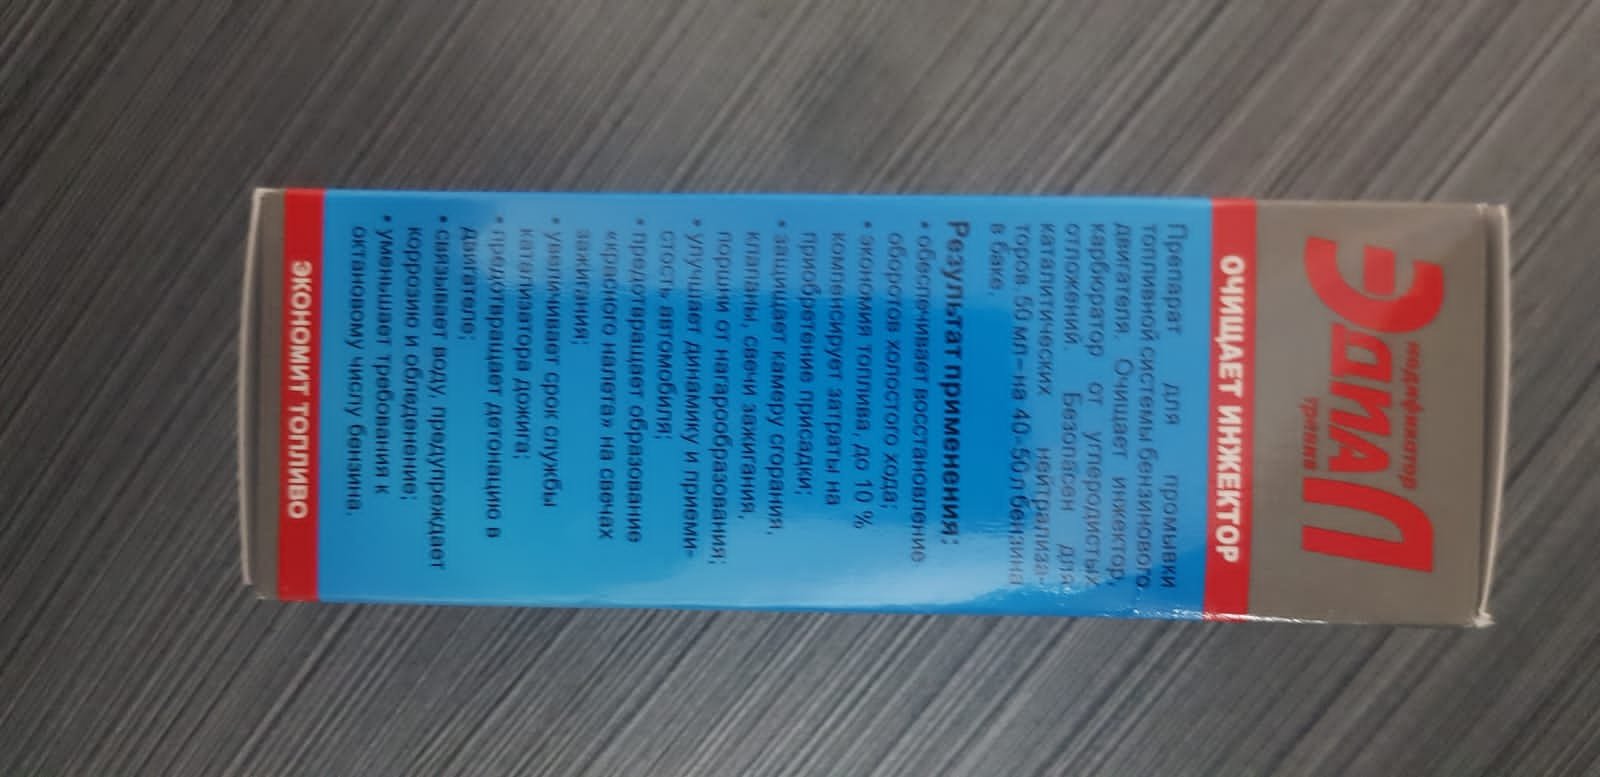 модификатор
Эдиал
трения
ОЧИЩАЕТ ИНЖЕКТОР
Препарат для промывки
топливной системы бензинового
двигателя. Очищает инжектор,
карбюратор от углеродистых
отложений. Безопасен для
каталитических нейтрализа-
торов. 50 мл – на 40-50 л бензина
в баке.
Результат применения:
• обеспечивает восстановление
оборотов холостого хода;
• экономия топлива , до 10 %
компенсирует затраты на
приобретение присадки;
• защищает камеру сгорания,
клапаны, свечи зажигания,
поршни от нагарообразования;
• улучшает динамику и приеми-
стость автомобиля;
• предотвращает образование
«красного налета» на свечах
зажигания;
• увеличивает срок службы
катализатора дожига;
• предотвращает детонацию в
двигателе;
• связывает воду, предупреждает
коррозию и обледенение;
• уменьшает требования к
октановому числу бензина.
ЭКОНОМИТ ТОПЛИВО